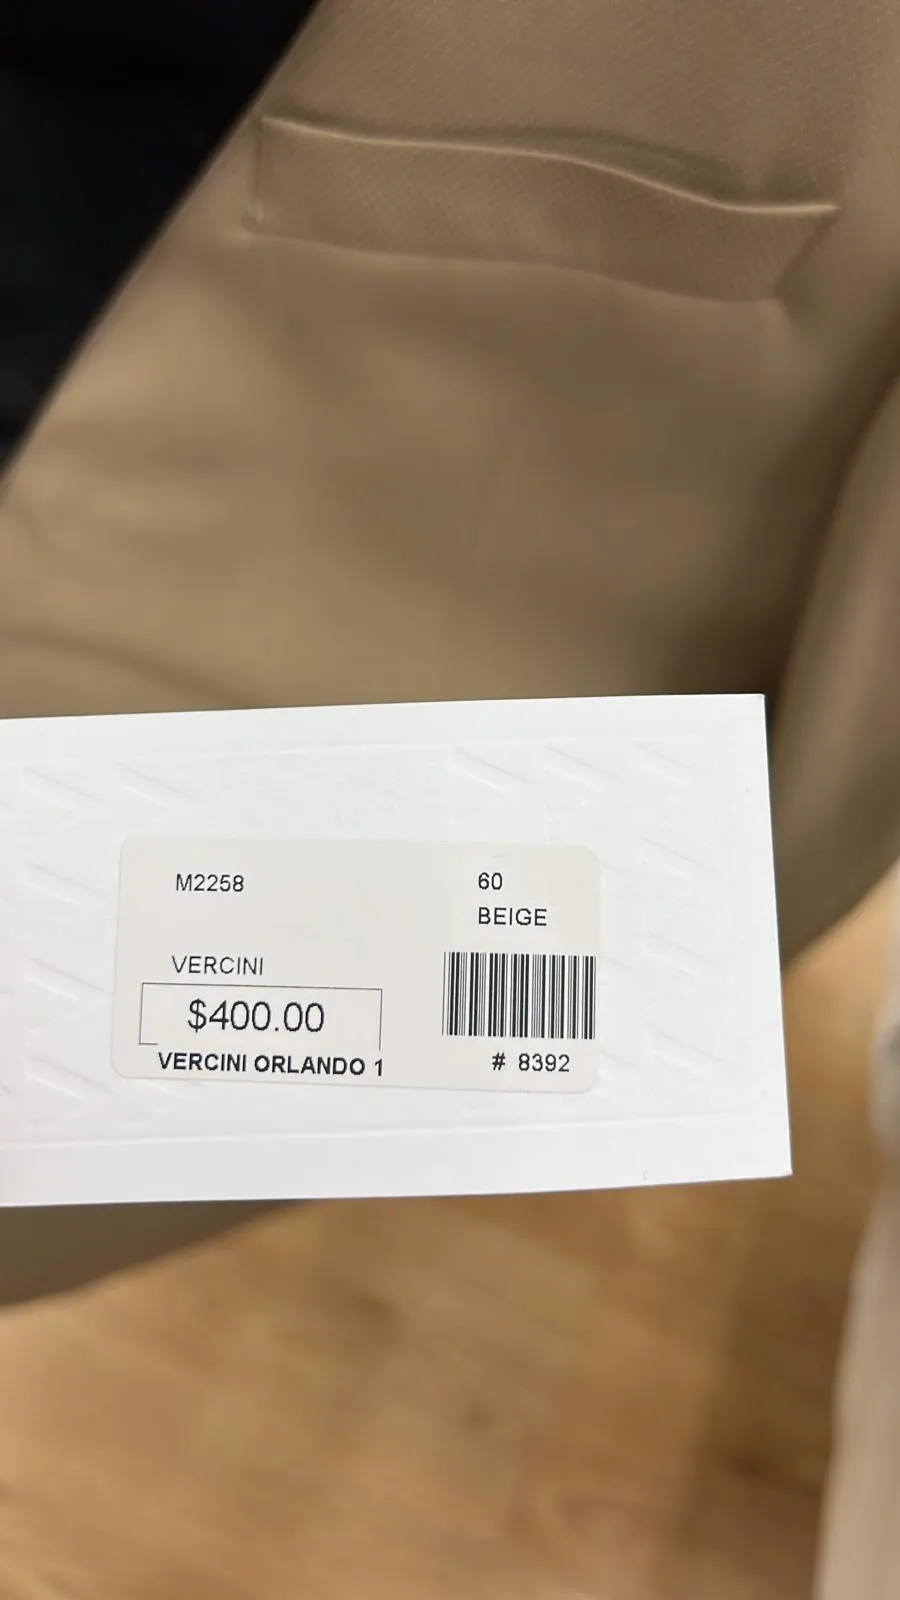 M2258
60
BEIGE
VERCINI
$400.00
VERCINI ORLANDO 1
# 8392